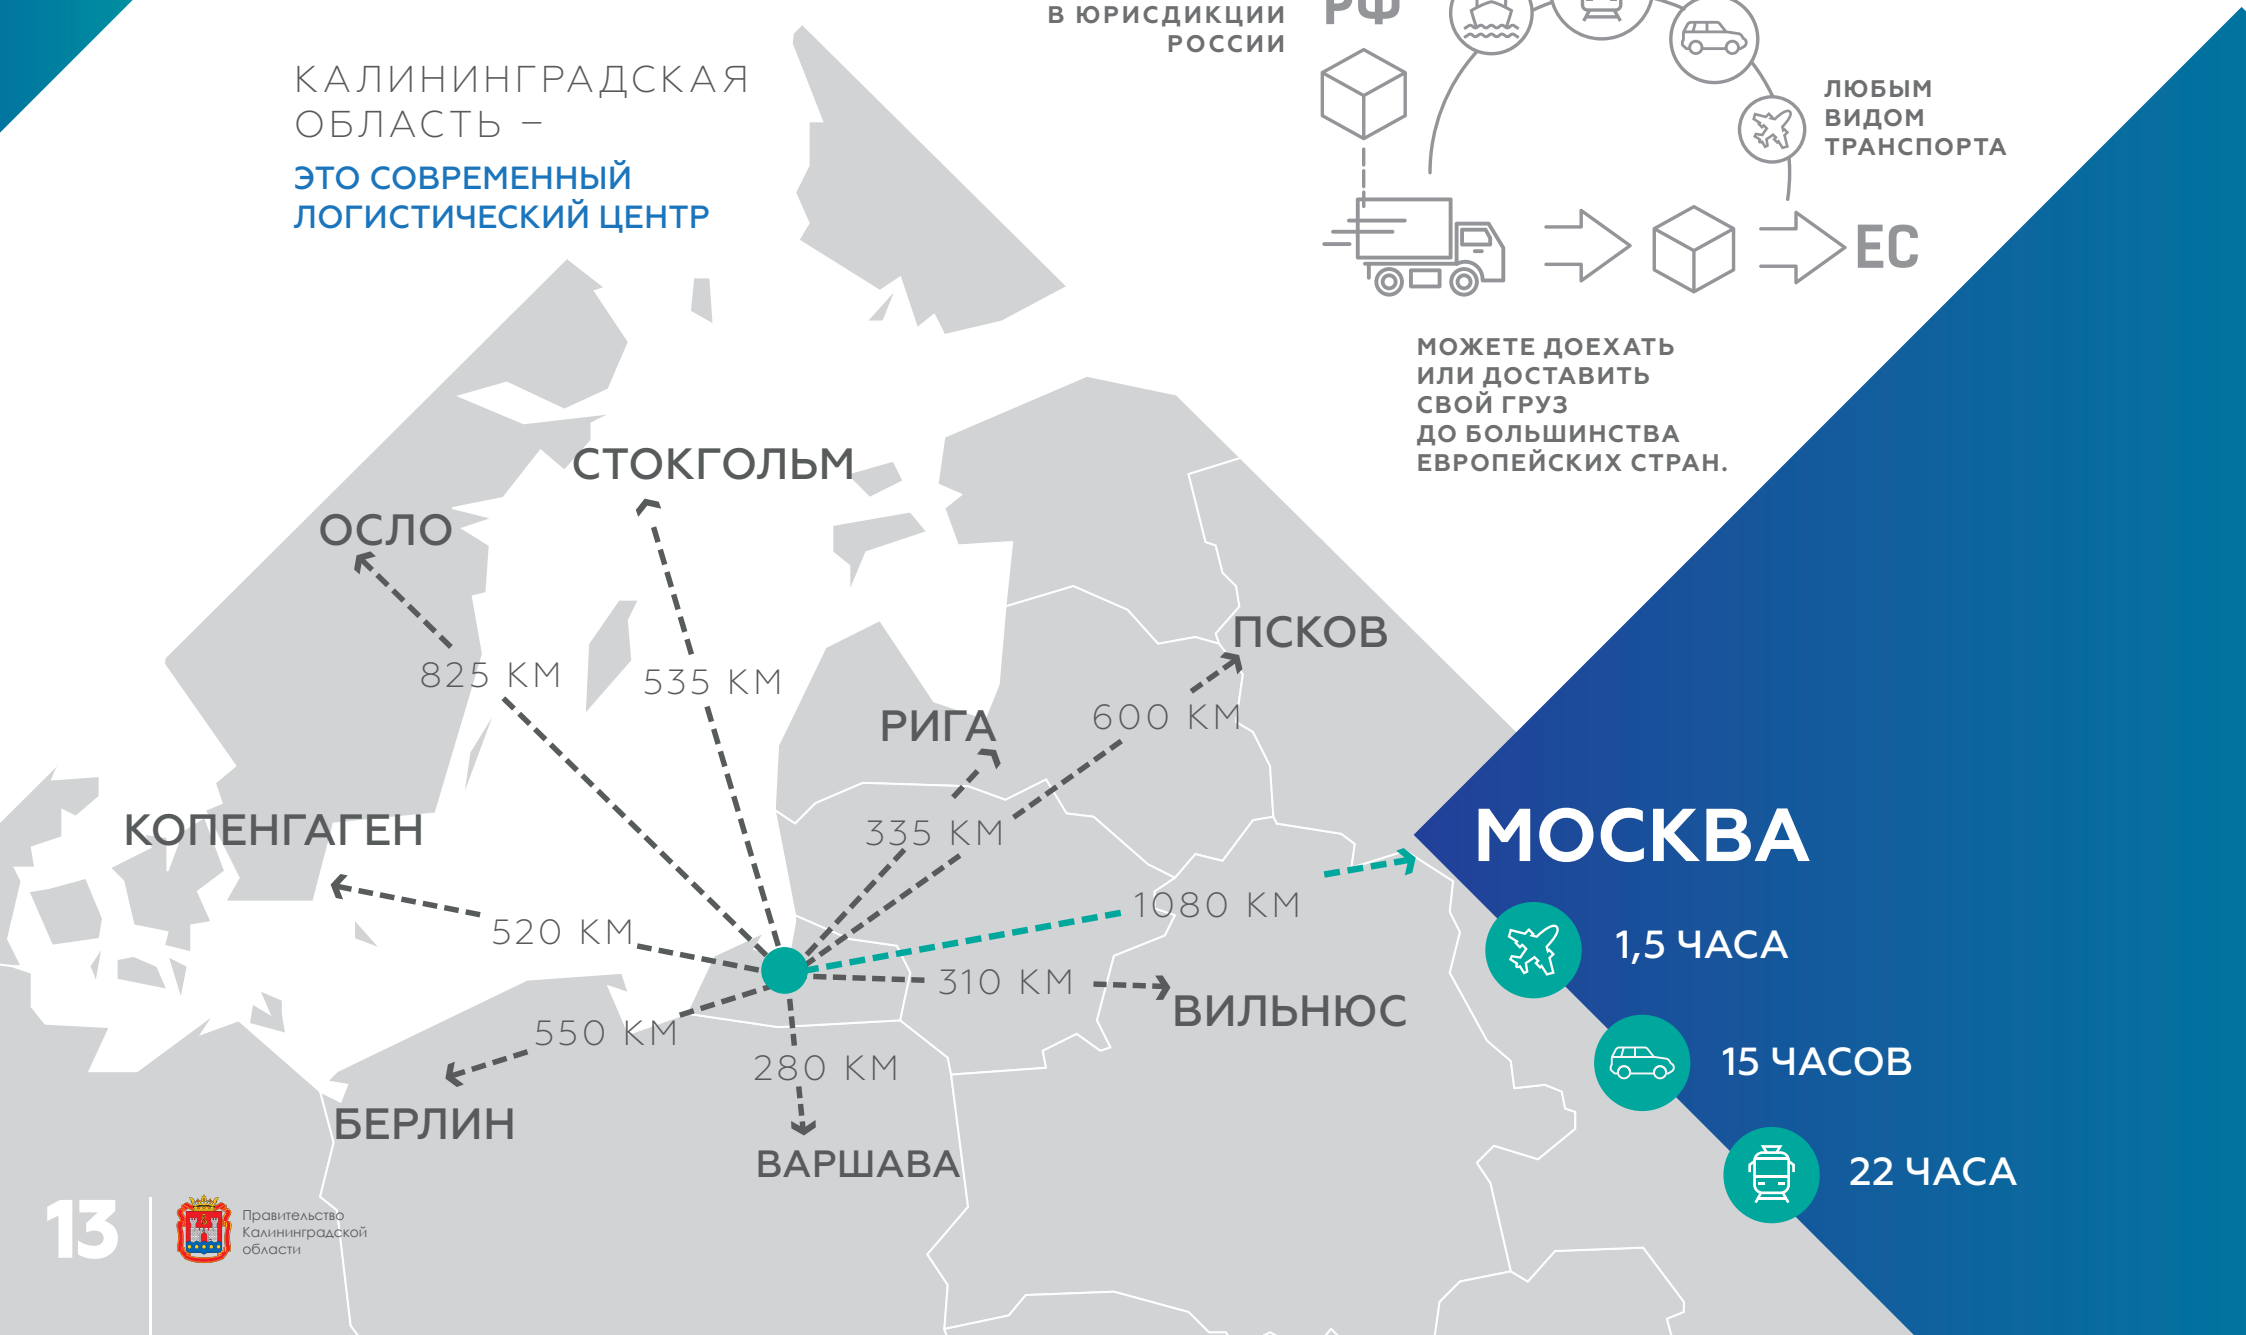 КАЛИНИНГРАДСКАЯ
ОБЛАСТЬ –
ЭТО СОВРЕМЕННЫЙ
ЛОГИСТИЧЕСКИЙ ЦЕНТР
В ЮРИСДИКЦИИ
РОССИИ
РФ
ЛЮБЫМ
ВИДОМ
ТРАНСПОРТА
ЕС
МОЖЕТЕ ДОЕХАТЬ
ИЛИ ДОСТАВИТЬ
СВОЙ ГРУЗ
ДО БОЛЬШИНСТВА
ЕВРОПЕЙСКИХ СТРАН.
СТОКГОЛЬМ
ОСЛО
ПСКОВ
825 КМ
535 КМ
РИГА
600 КМ
КОПЕНГАГЕН
335 КМ
МОСКВА
1080 КМ
520 КМ
1,5 ЧАСА
310 КМ
ВИЛЬНЮС
550 КМ
280 КМ
15 ЧАСОВ
БЕРЛИН
ВАРШАВА
22 ЧАСА
13
Правительство
Калининградской
области